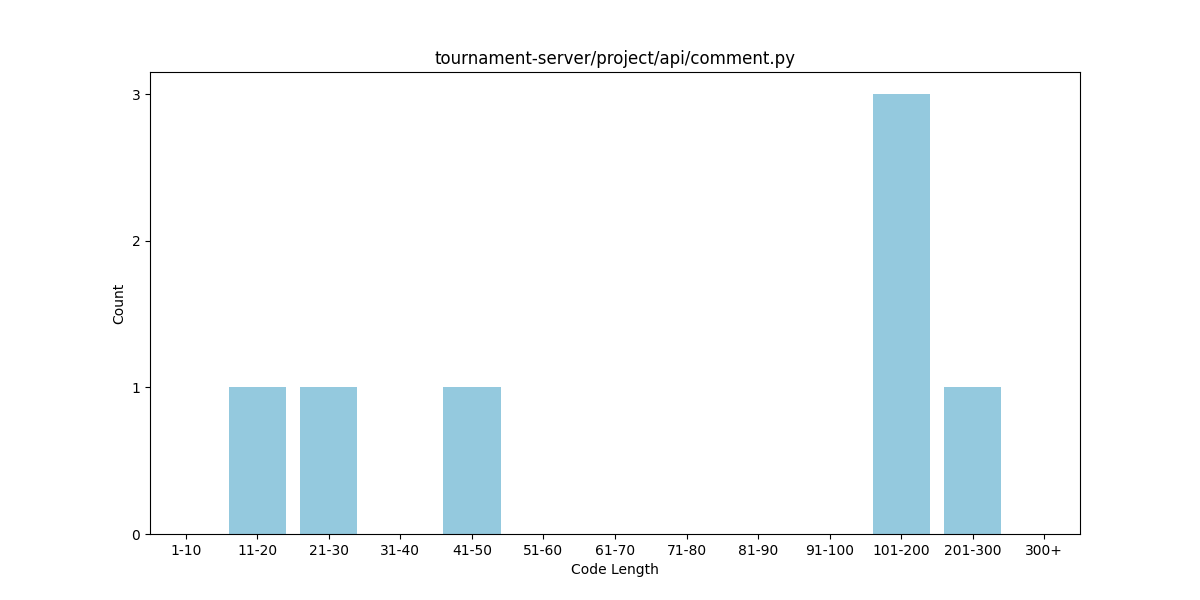 tournament-server/project/api/comment.py
3
2
1
0
Count
1-10 11-20 21-30 31-40 41-50 51-60 61-70 71-80 81-90 91-100 101-200 201-300 300+
Code Length